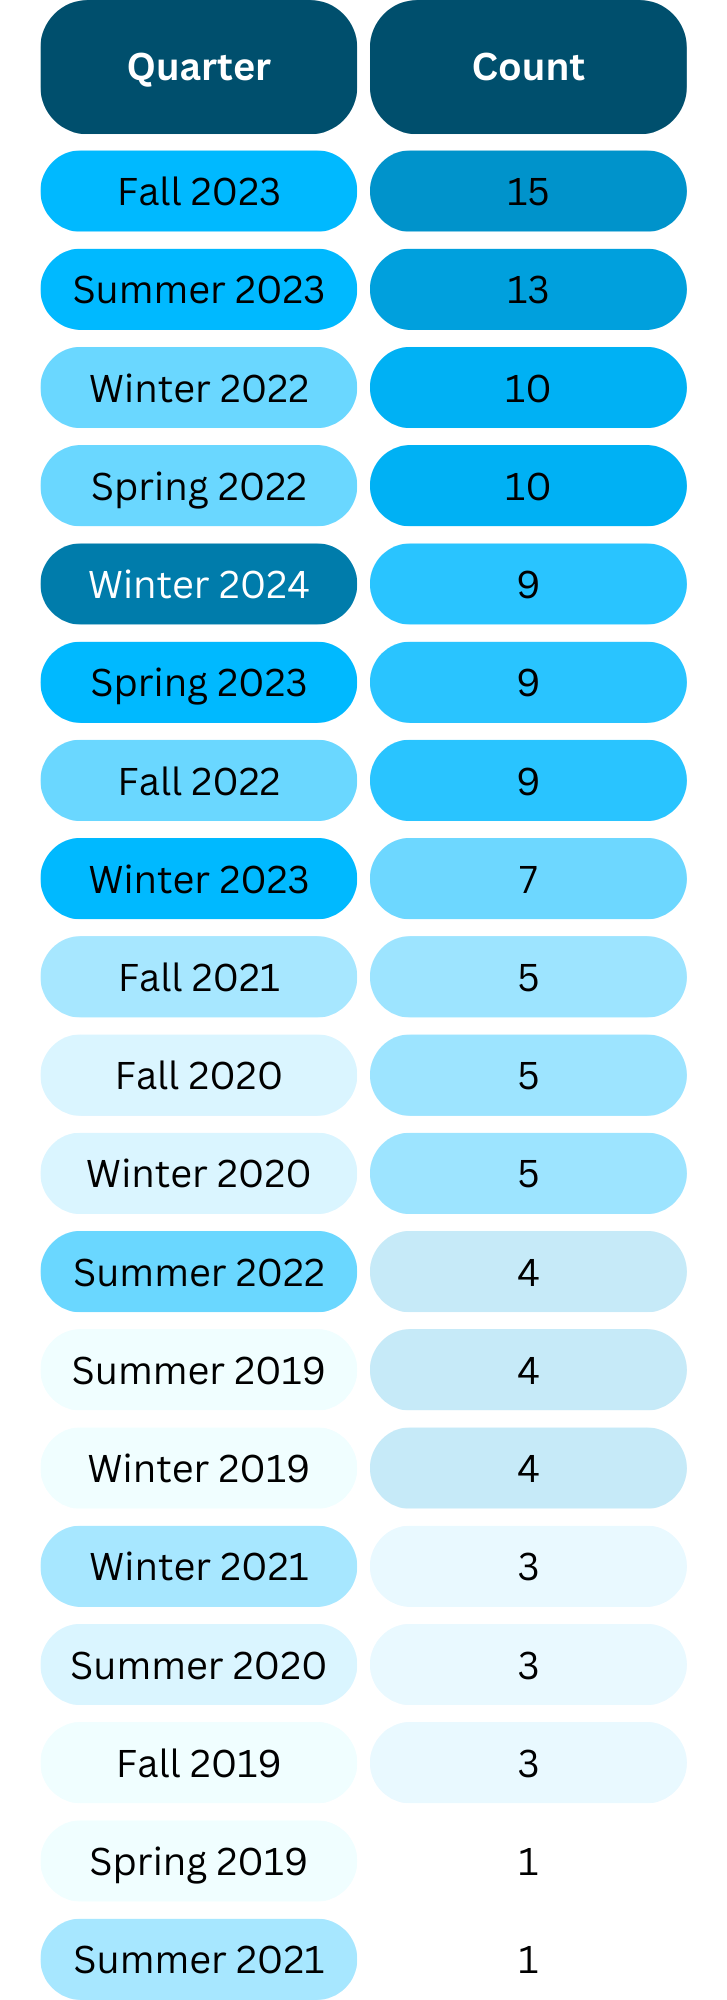 Quarter Count
Fall 2023 15
Summer 2023 13
Winter 2022 10
Spring 2022 10
Winter 2024 9
Spring 2023 9
Fall 2022 9
Winter 2023 7
Fall 2021 5
Fall 2020 5
Winter 2020 5
Summer 2022 4
Summer 2019 4
Winter 2019 4
Winter 2021 3
Summer 2020 3
Fall 2019 3
Spring 2019 1
Summer 2021 1